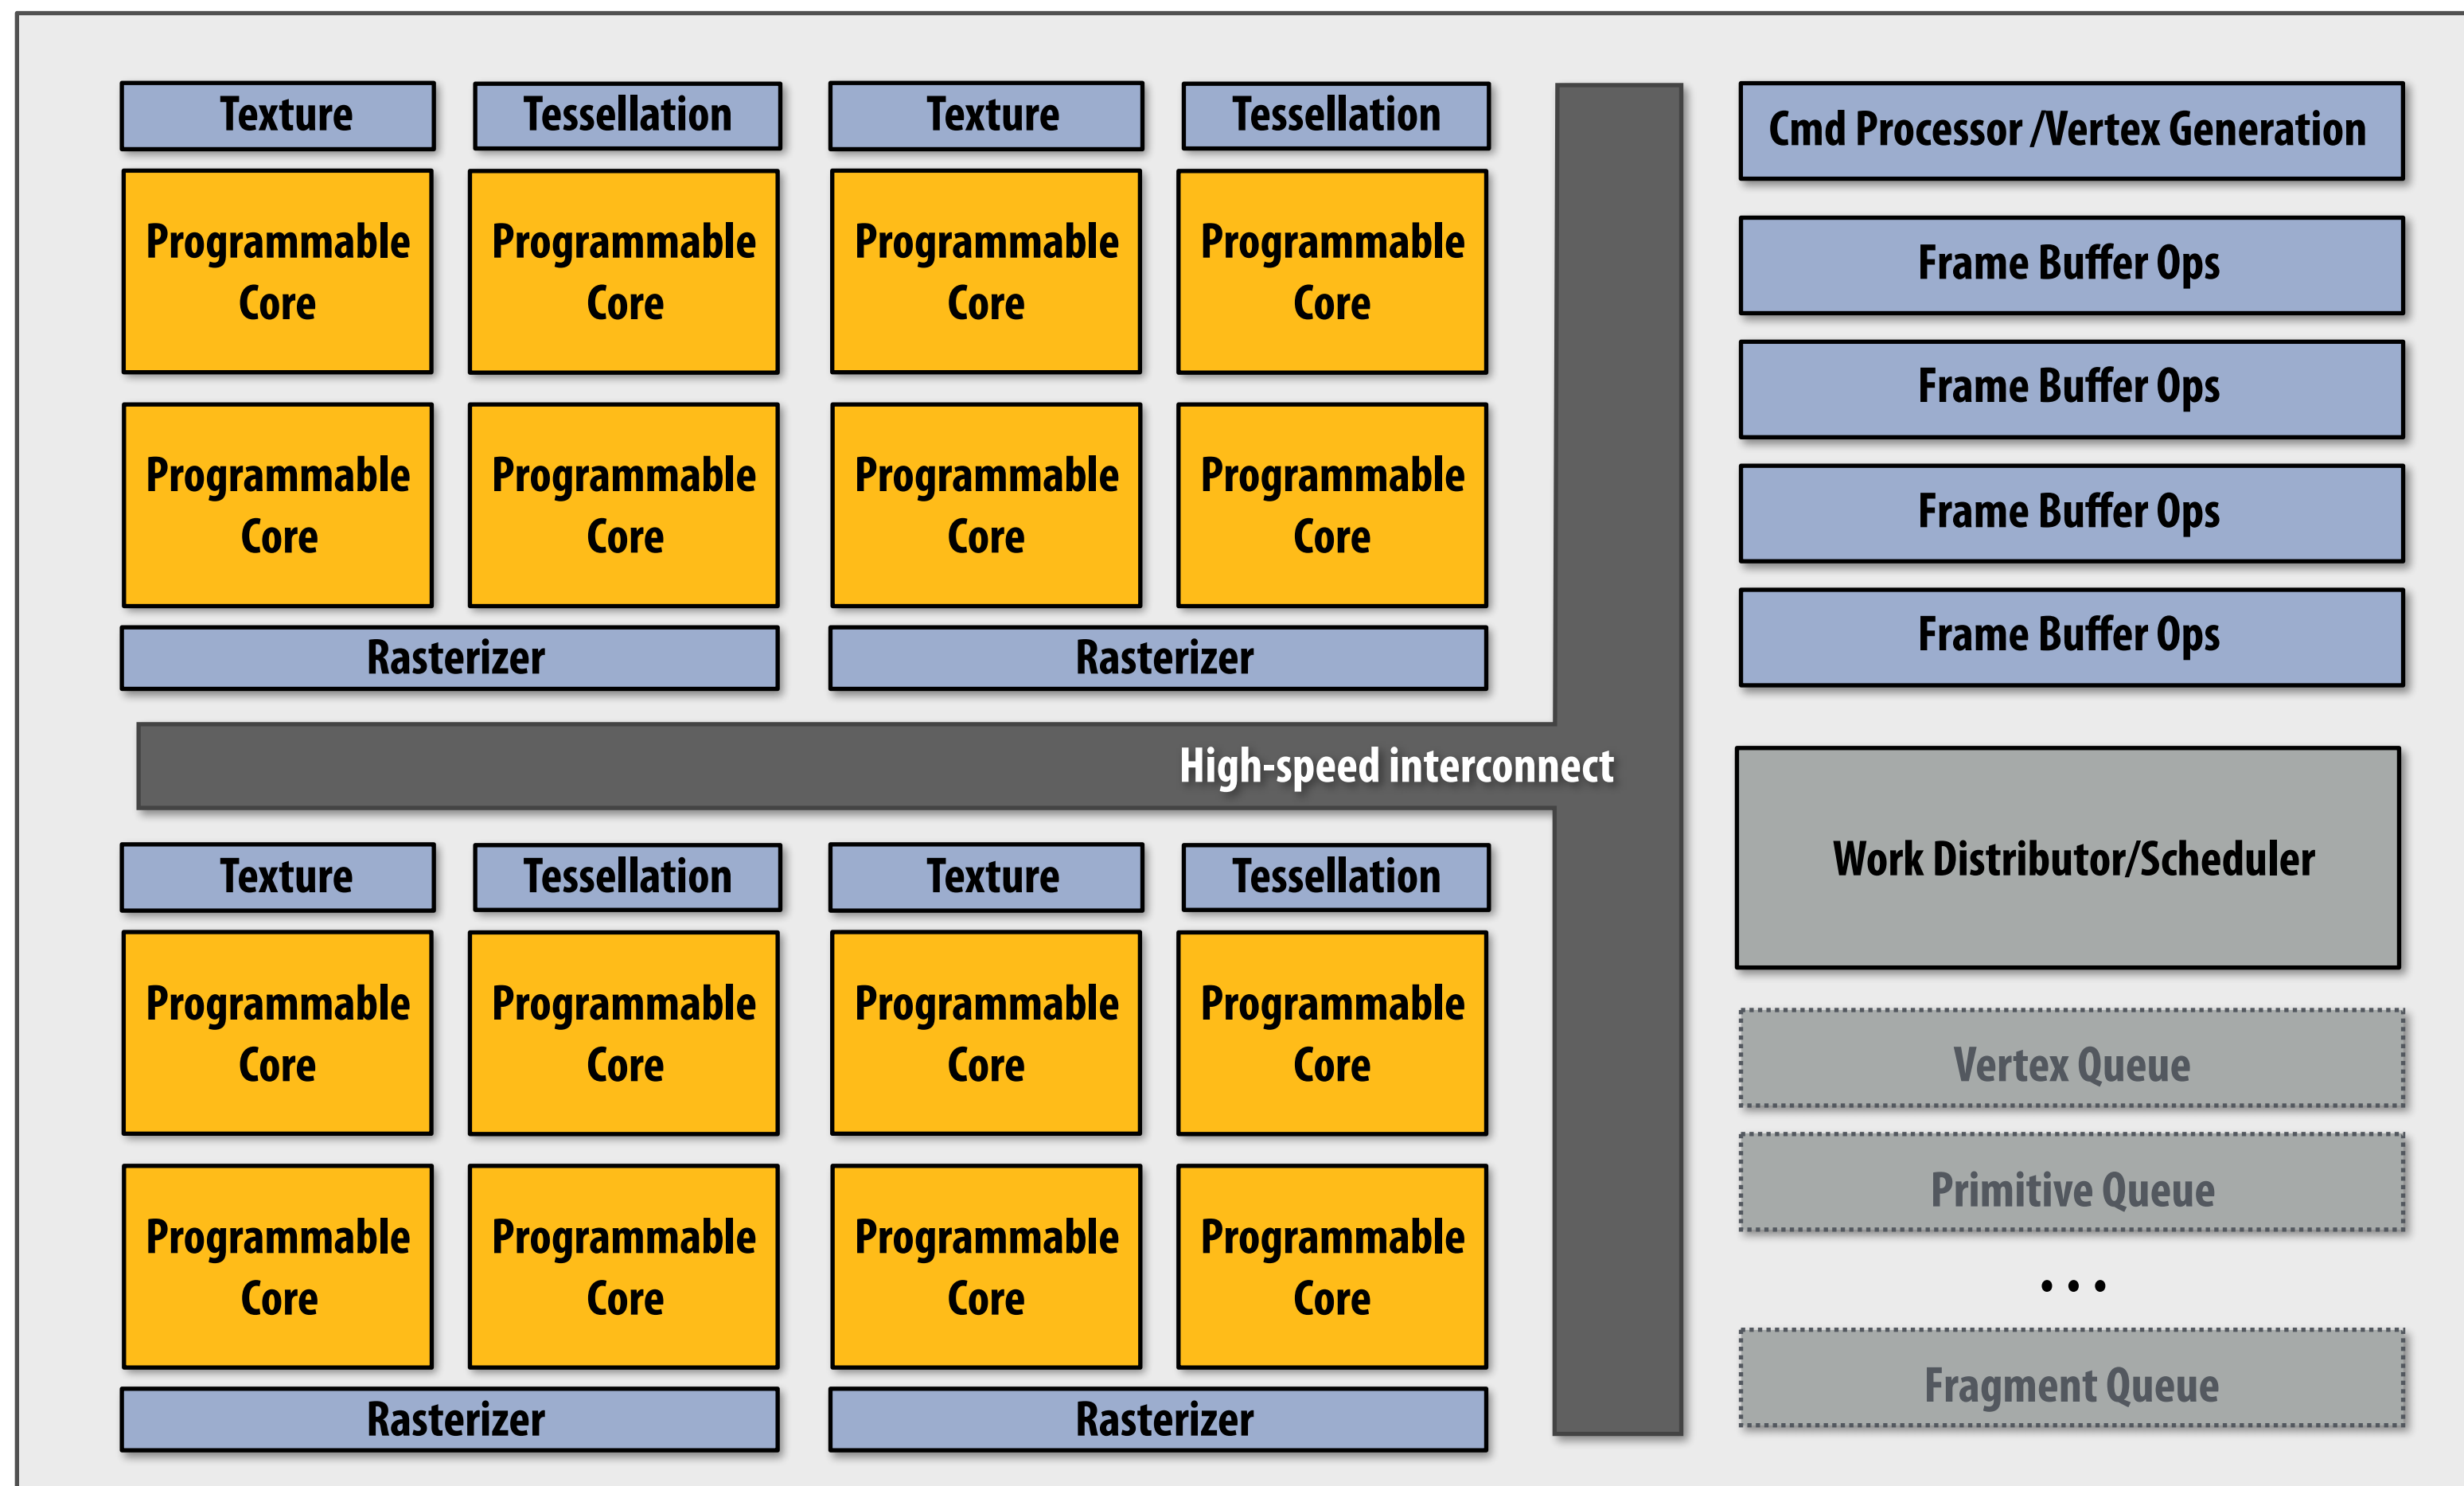 Texture
Tessellation
Texture
Tessellation
Programmable
Core
Programmable
Core
Programmable
Core
Programmable
Core
Programmable
Core
Programmable
Core
Programmable
Core
Programmable
Core
Rasterizer
Rasterizer
High-speed interconnect
Texture
Tessellation
Texture
Tessellation
Programmable
Core
Programmable
Core
Programmable
Core
Programmable
Core
Programmable
Core
Programmable
Core
Programmable
Core
Programmable
Core
Rasterizer
Rasterizer
Cmd Processor /Vertex Generation
Frame Buffer Ops
Frame Buffer Ops
Frame Buffer Ops
Frame Buffer Ops
Work Distributor/Scheduler
Vertex Queue
Primitive Queue
. . .
Fragment Queue